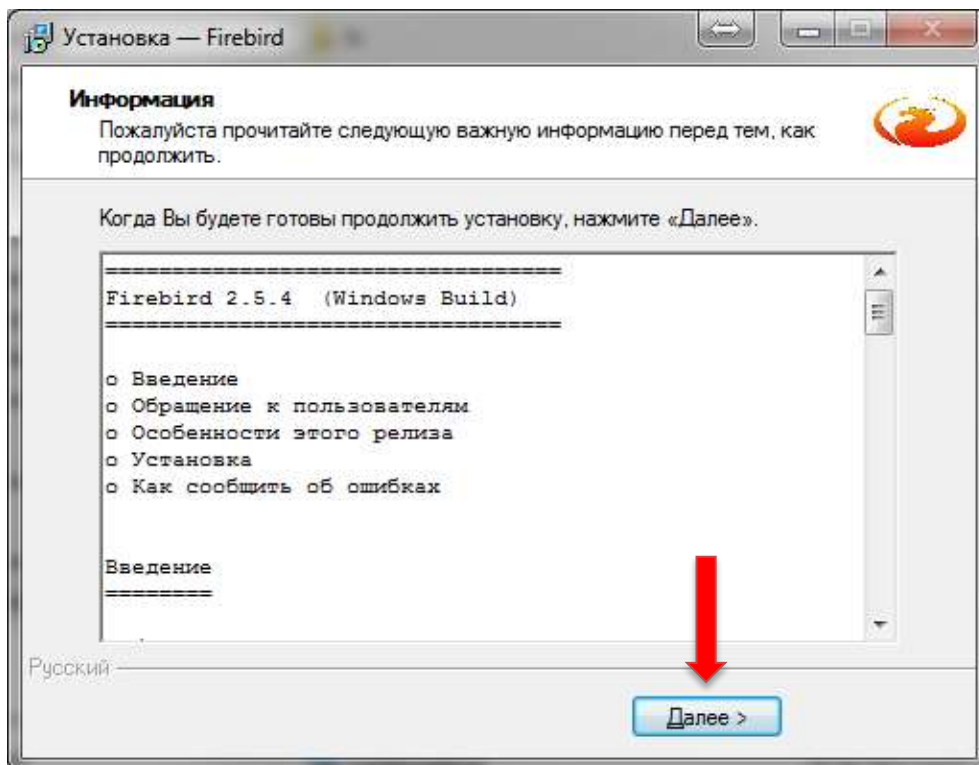 Установка — Firebird
Информация
Пожалуйста прочитайте следующую важную информацию перед тем, как
продолжить.
Когда Вы будете готовы продолжить установку, нажмите «Далее».
==================================
Firebird 2.5.4 (Windows Build)
==================================
o Введение
o Обращение к пользователям
o Особенности этого релиза
o Установка
o Как сообщить об ошибках
Введение
========
Русский
Далее >